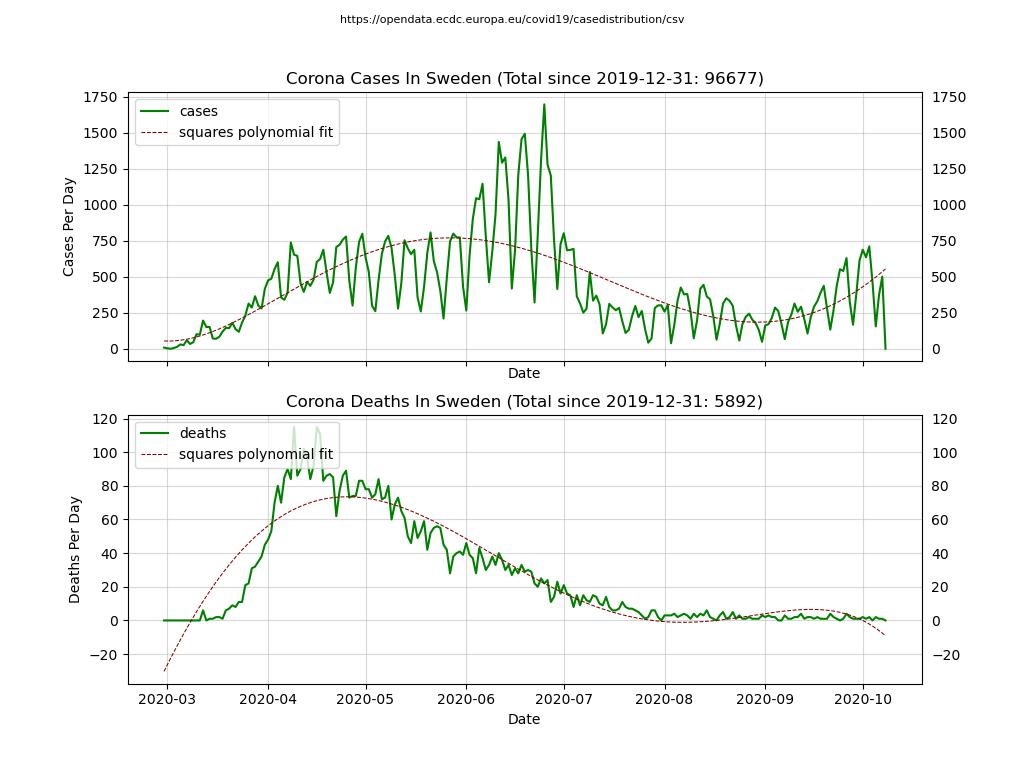 https://opendata.ecdc.europa.eu/covid19/casedistribution/csv
Corona Cases In Sweden (Total since 2019-12-31: 96677)
cases
squares polynomial fit
Cases Per Day
1750
1500
1250
1000
750
500
250
0
1750
1500
1250
1000
750
500
250
0
Date
Corona Deaths In Sweden (Total since 2019-12-31: 5892)
deaths
squares polynomial fit
Deaths Per Day
120
100
80
60
40
20
0
−20
120
100
80
60
40
20
0
−20
2020-03 2020-04 2020-05 2020-06 2020-07 2020-08 2020-09 2020-10
Date